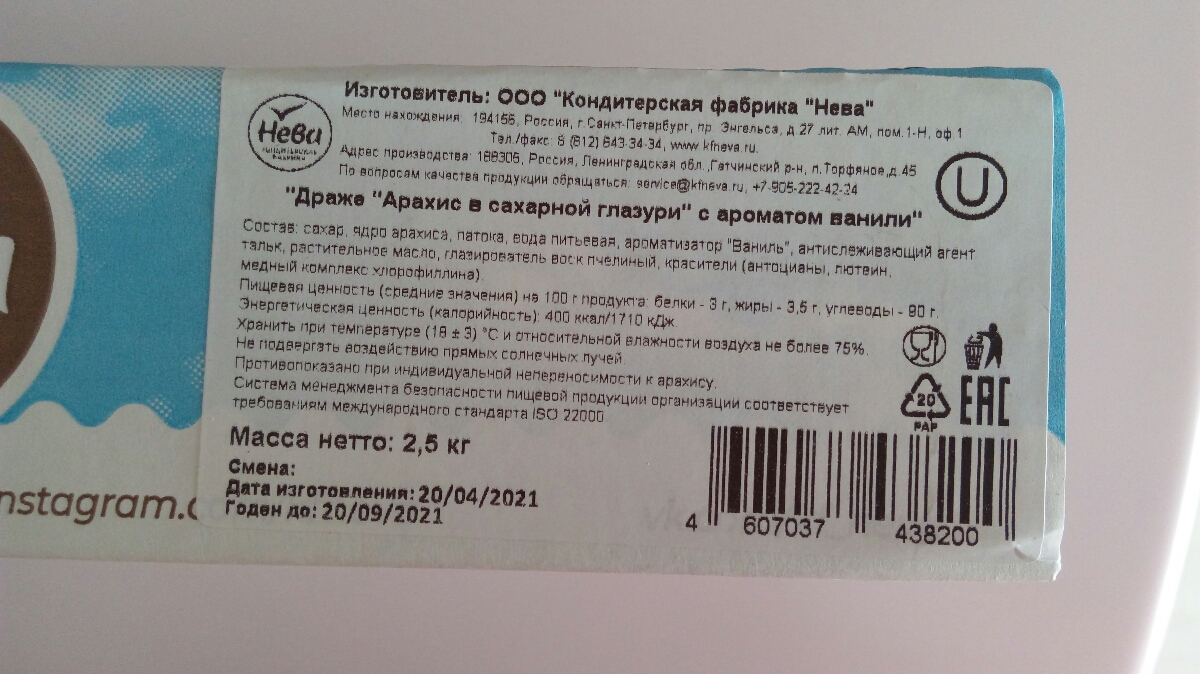 Изготовитель: ООО "Кондитерская фабрика "Нева"
Место нахождения: 194156, Россия, г.Санкт-Петербург, пр. Энгельса, д.27 лит. АМ, пом.1-Н, оф 1
Тел./факс: 8 (812) 643-34-34, www.kfneva.ru.
Адрес производства: 188306, Россия, Ленинградская обл.,Гатчинский р-н, п.Торфяное,д.45
По вопросам качества продукции обращаться: service@kfneva.ru, +7-905-222-42-24
Нева
U
"Драже "Арахис в сахарной глазури" с ароматом ванили"
Состав: сахар, ядро арахиса, патока, вода питьевая, ароматизатор "Ваниль", антислеживающий агент
тальк, растительное масло, глазирователь воск пчелиный, красители (антоцианы, лютеин,
медный комплекс хлорофиллина).
Пищевая ценность (средние значения) на 100 г продукта: белки - 3 г, жиры - 3,5 г, углеводы - 90 г.
Энергетическая ценность (калорийность): 400 ккал/1710 кДж.
Хранить при температуре (18 ± 3) °С и относительной влажности воздуха не более 75%.
Не подвергать воздействию прямых солнечных лучей.
Противопоказано при индивидуальной непереносимости к арахису.
Система менеджмента безопасности пищевой продукции организации соответствует
требованиям международного стандарта ISO 22000
20
PAP
EAC
Масса нетто: 2,5 кг
Смена:
Дата изготовления: 20/04/2021
Годен до: 20/09/2021
4 607037 438200
nstagram.c